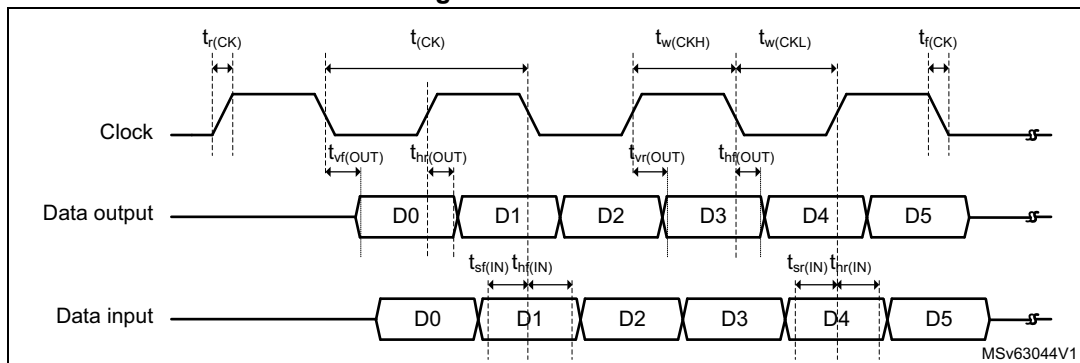 t_r(CK) t_(CK) t_w(CKH) t_w(CKL) t_f(CK)
Clock
t_vf(OUT) t_hr(OUT) t_vr(OUT) t_hf(OUT)
Data output D0 D1 D2 D3 D4 D5
t_sf(IN) t_hf(IN) t_sr(IN) t_hr(IN)
Data input D0 D1 D2 D3 D4 D5
MSv63044V1